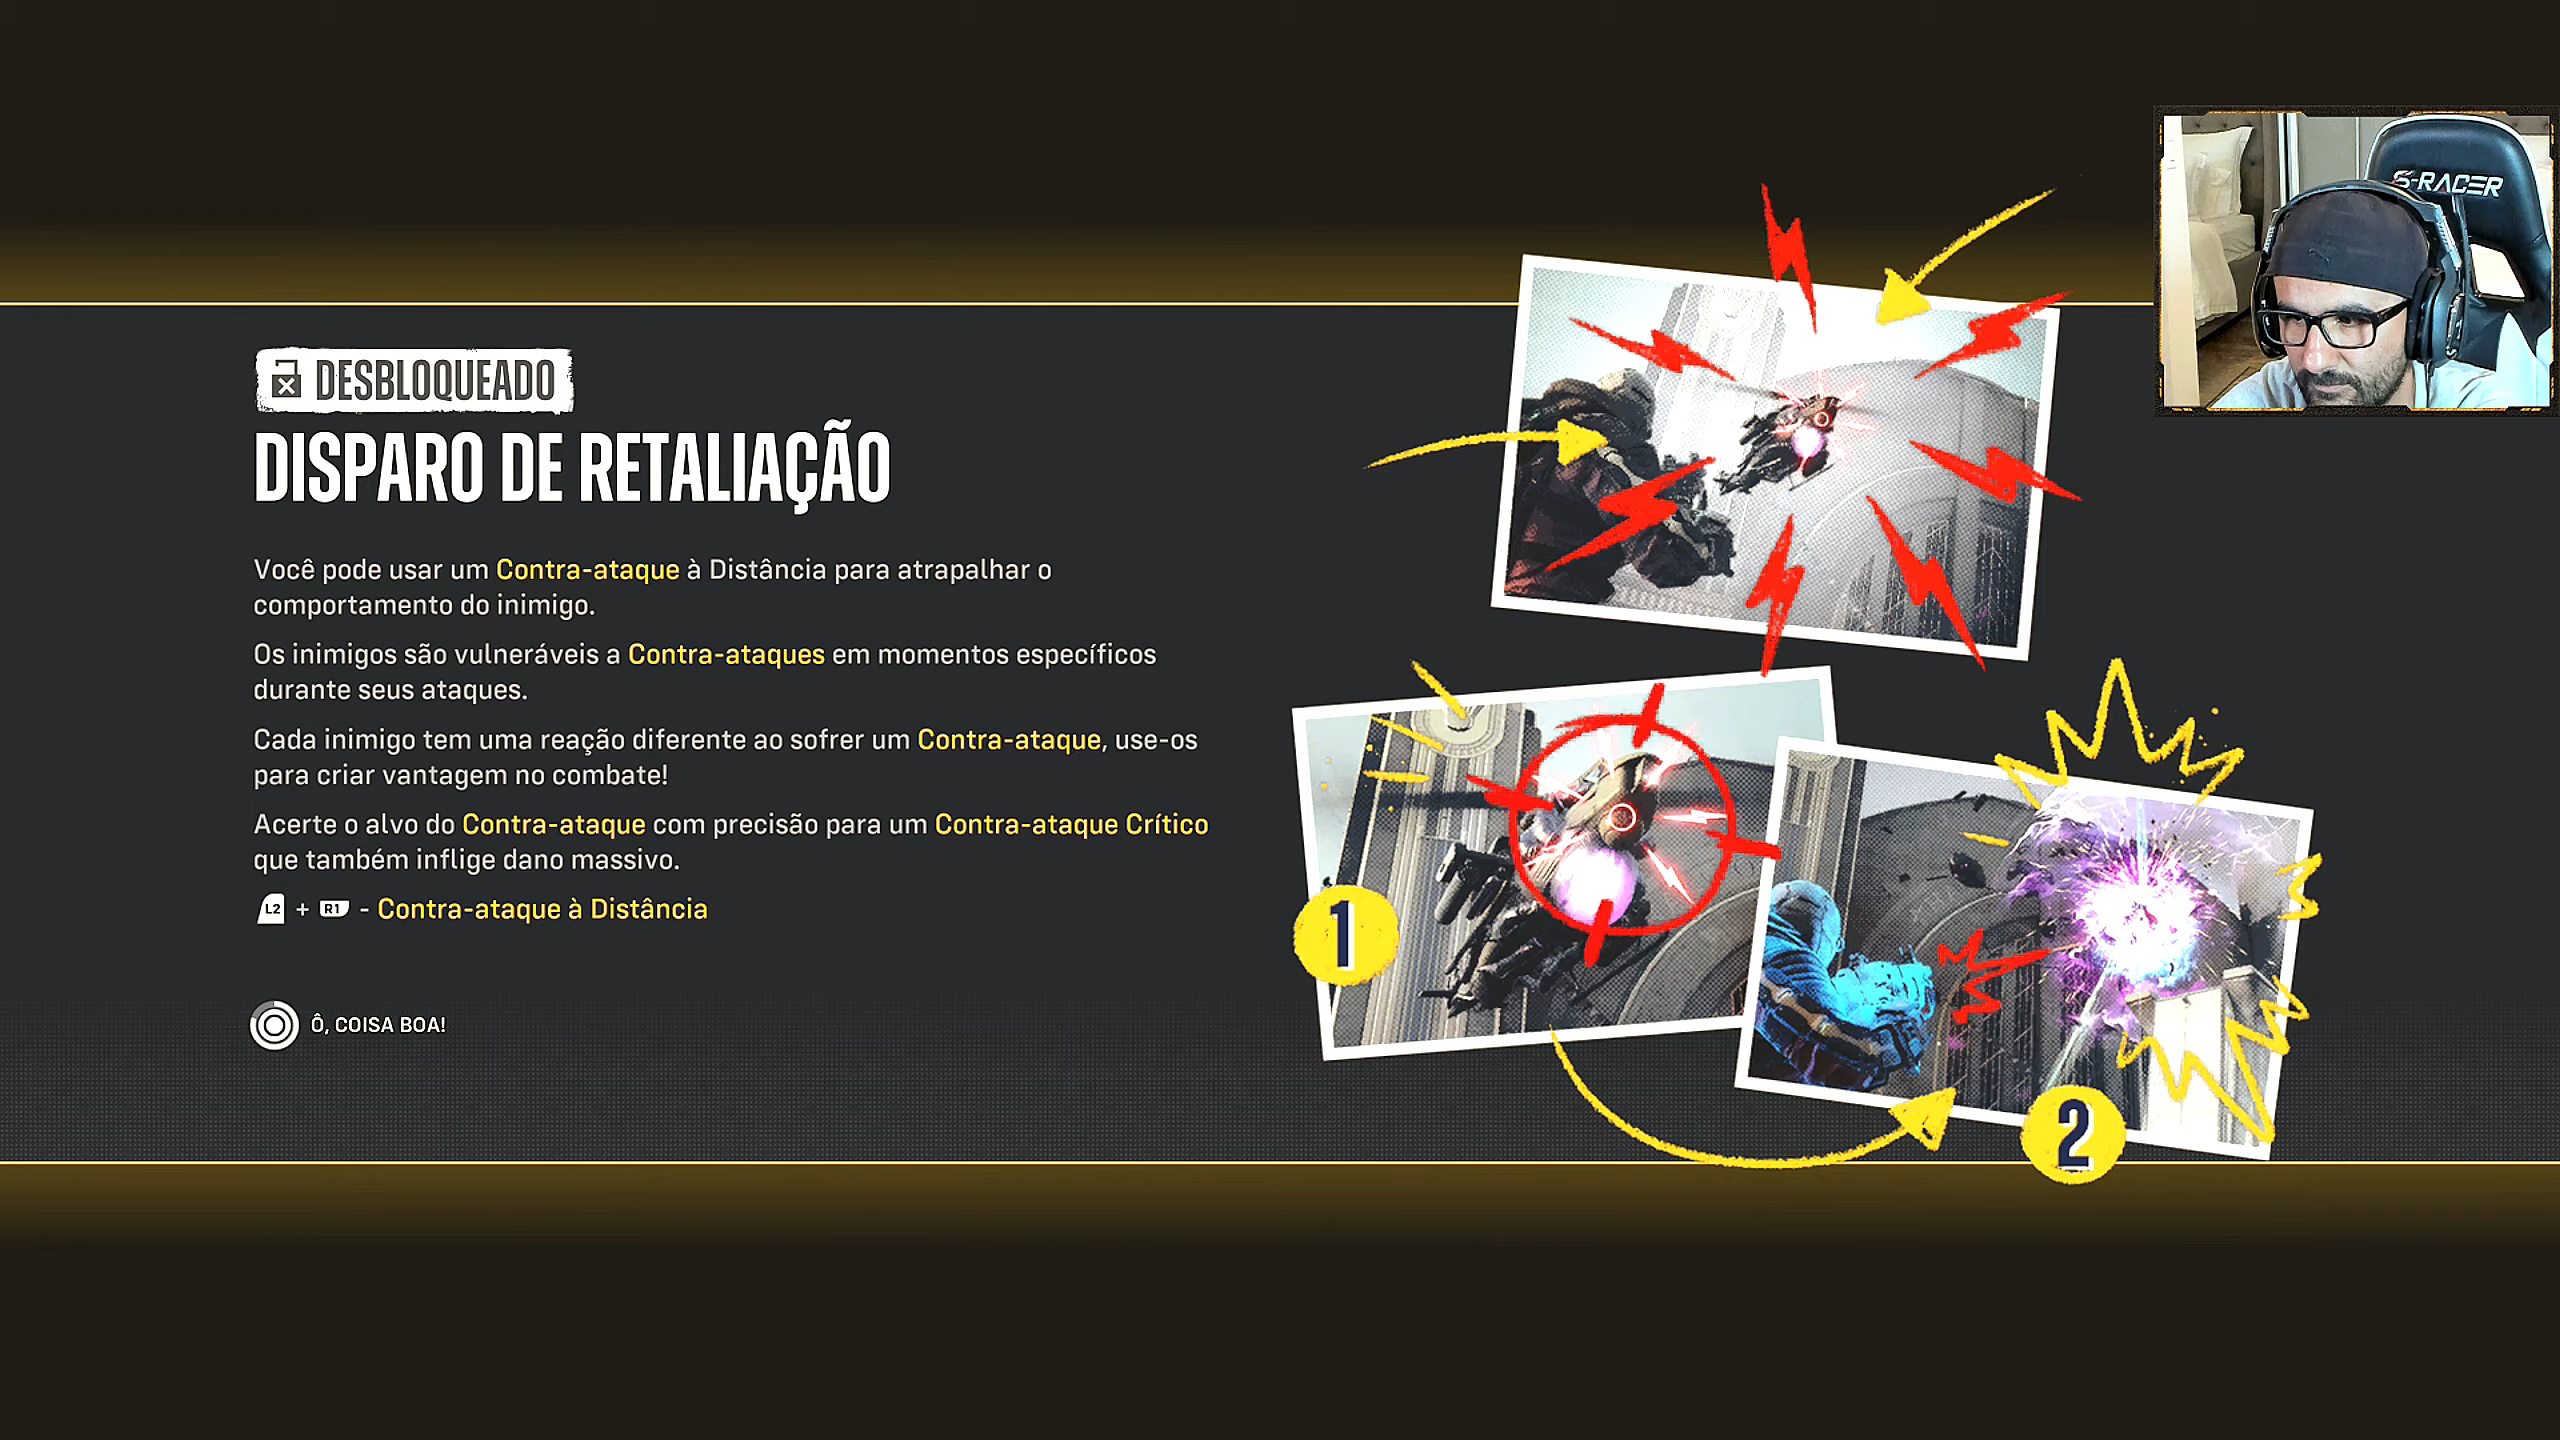 S-RACER
DESBLOQUEADO
DISPARO DE RETALIAÇÃO
Você pode usar um Contra-ataque à Distância para atrapalhar o
comportamento do inimigo.
Os inimigos são vulneráveis a Contra-ataques em momentos específicos
durante seus ataques.
Cada inimigo tem uma reação diferente ao sofrer um Contra-ataque, use-os
para criar vantagem no combate!
Acerte o alvo do Contra-ataque com precisão para um Contra-ataque Crítico
que também inflige dano massivo.
L2 + R1 - Contra-ataque à Distância
Ô, COISA BOA!
1
2